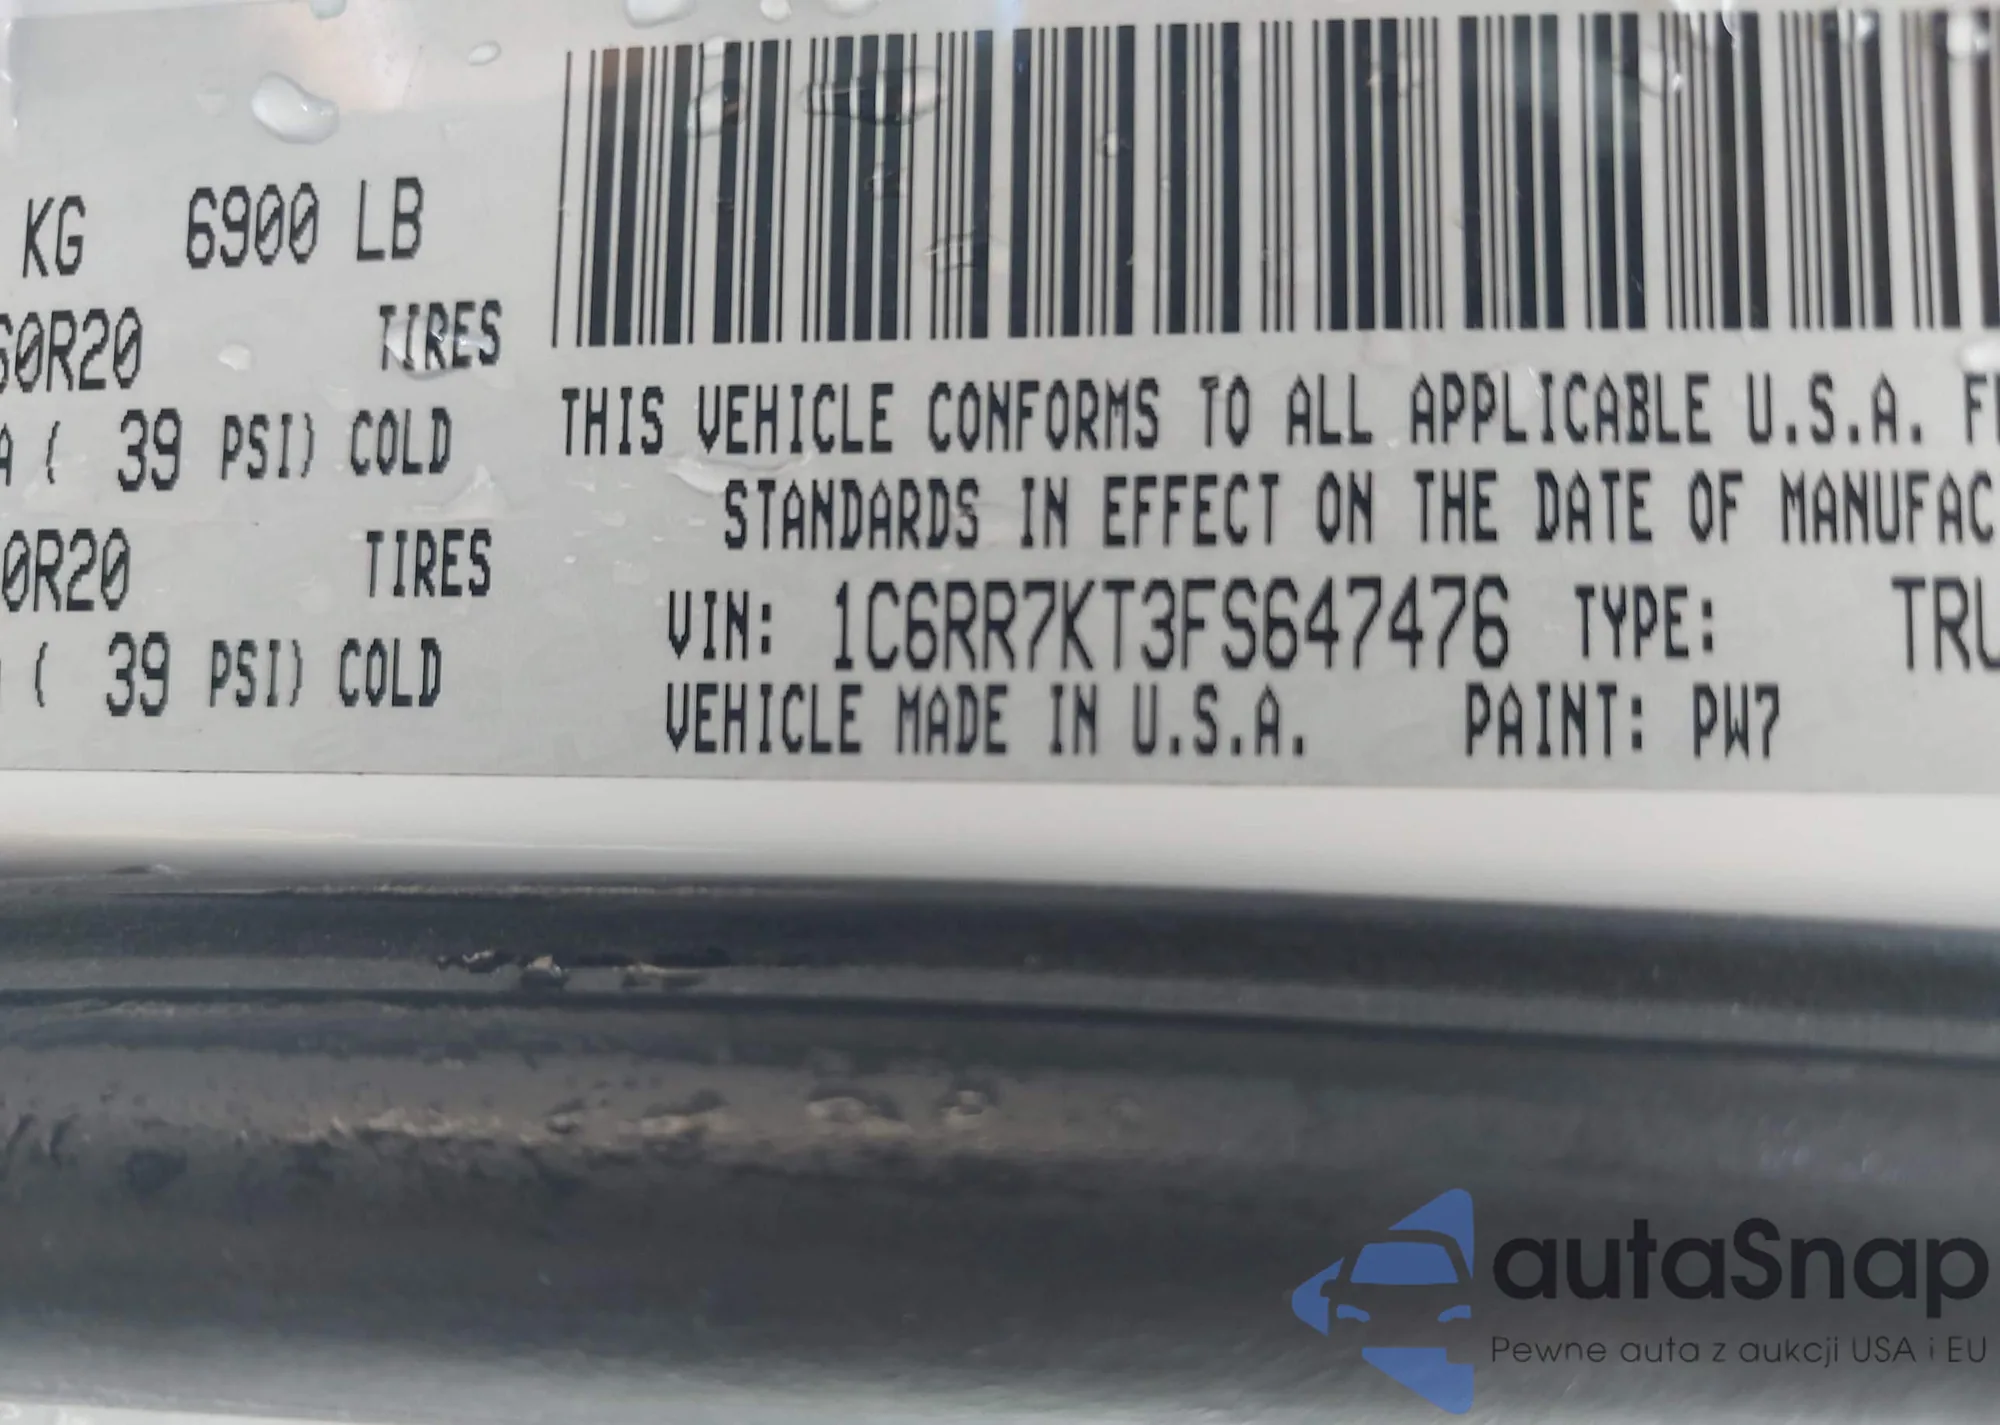 KG 6900 LB
60R20 TIRES
A ( 39 PSI) COLD
0R20 TIRES
( 39 PSI) COLD
THIS VEHICLE CONFORMS TO ALL APPLICABLE U.S.A. F
STANDARDS IN EFFECT ON THE DATE OF MANUFAC
VIN: 1C6RR7KT3FS647476 TYPE: TRU
VEHICLE MADE IN U.S.A. PAINT: PW7
autaSnap
Pewne auta z aukcji USA i EU